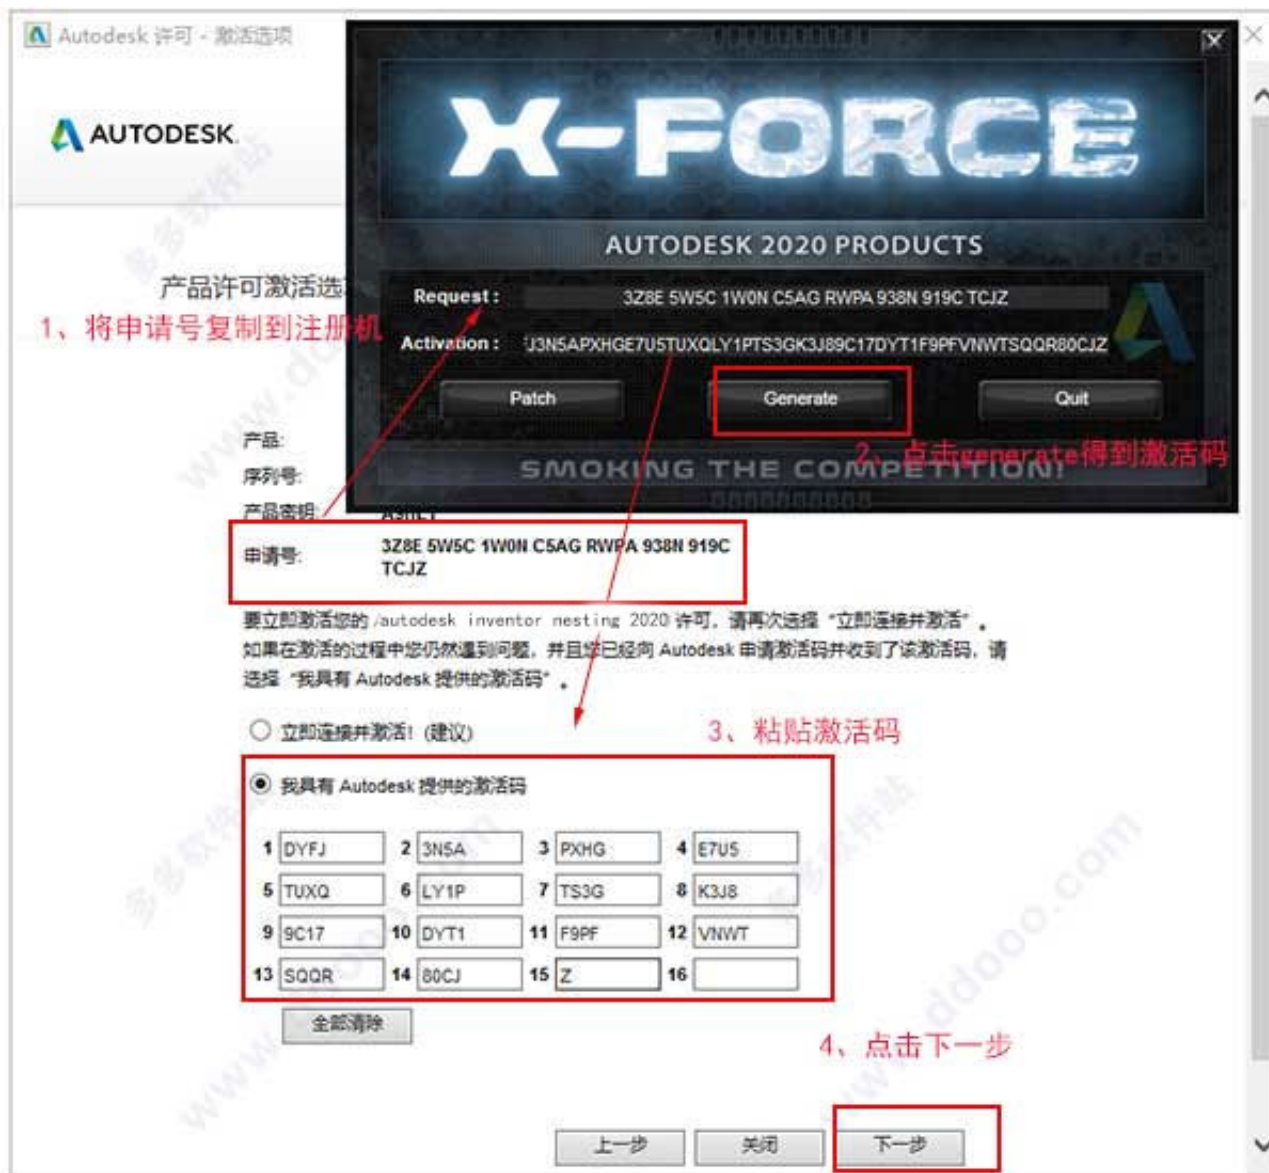 Autodesk 许可 - 激活选项
X-FORCE
AUTODESK
AUTODESK 2020 PRODUCTS
产品许可激活选
Request : 3Z8E 5W5C 1W0N C5AG RWPA 938N 919C TCJZ
1、将申请号复制到注册机
Activation : J3N5APXHGE7U5TUXQLY1PTS3GK3J89C17DYT1F9PFVNWTSQQR80CJZ
Patch Generate Quit
产品:
2、点击generate得到激活码
序列号:
SMOKING THE COMPETITION!
产品密钥:
申请号: 3Z8E 5W5C 1W0N C5AG RWPA 938N 919C
TCJZ
要立即激活您的 /autodesk inventor nesting 2020 许可，请再次选择“立即连接并激活”。
如果在激活的过程中您仍然遇到问题，并且您已经向 Autodesk 申请激活码并收到了该激活码，请
选择“我具有 Autodesk 提供的激活码”。
立即连接并激活! (建议)
3、粘贴激活码
我具有 Autodesk 提供的激活码
1 DYFJ 2 3N5A 3 PXHG 4 E7U5
5 TUXQ 6 LY1P 7 TS3G 8 K3J8
9 9C17 10 DYT1 11 F9PF 12 VNWT
13 SQQR 14 80CJ 15 Z 16
全部清除
4、点击下一步
上一步 关闭 下一步
多多软件站
www.ddooo.com